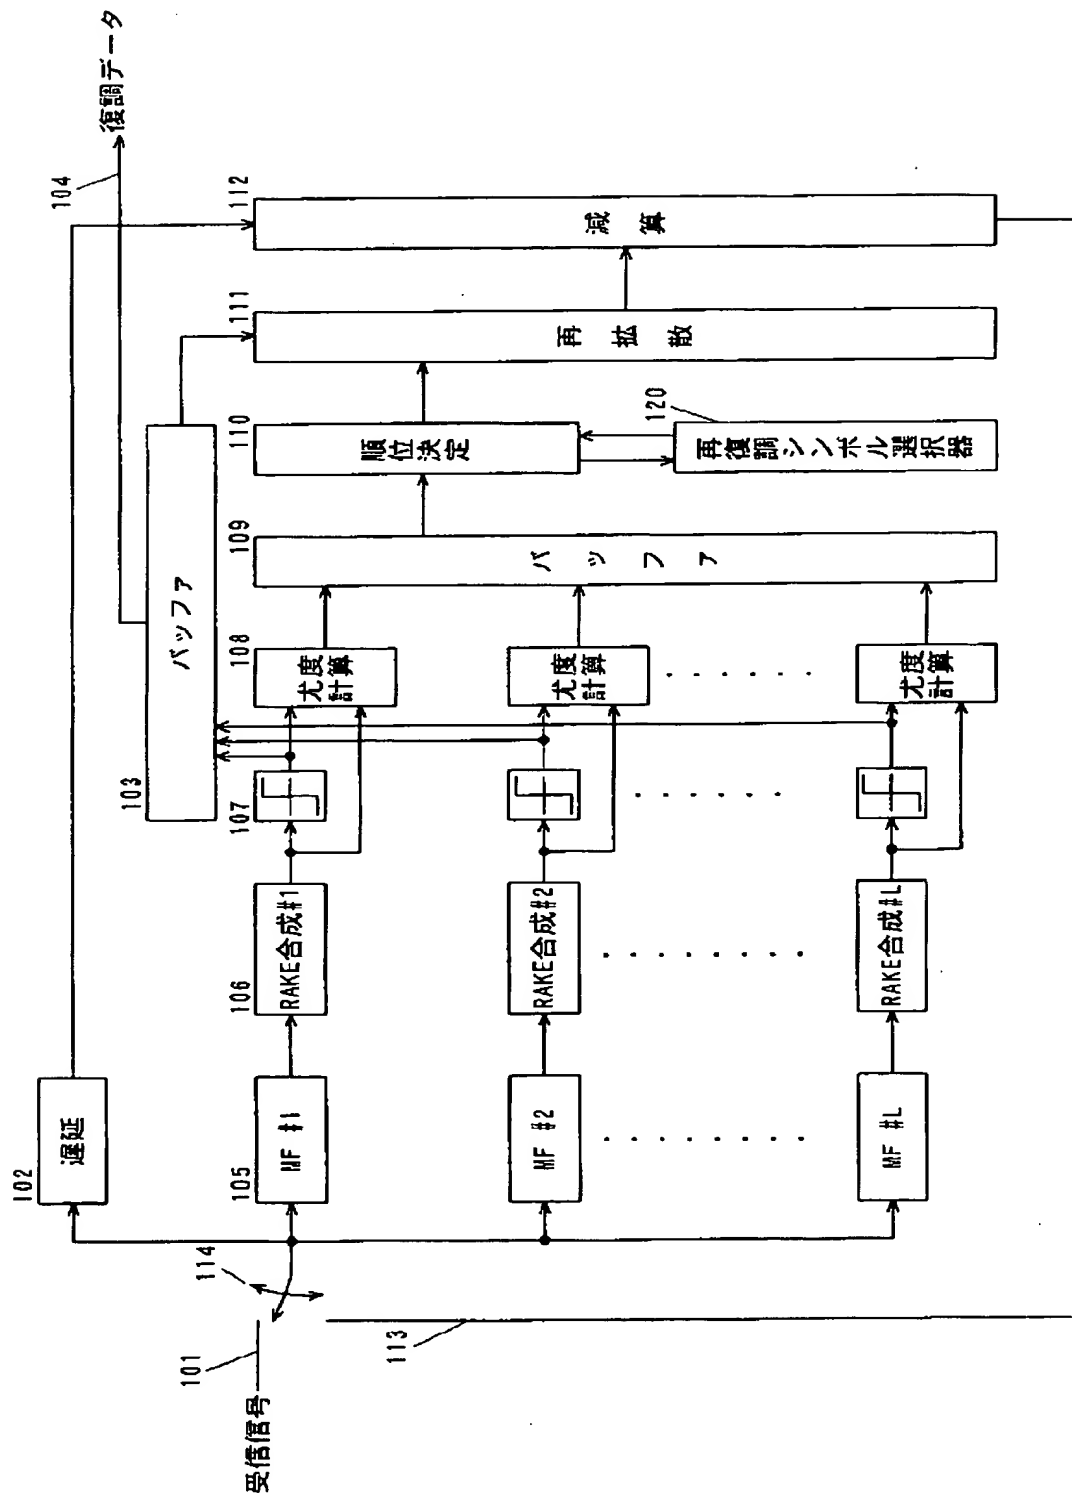 受信信号
101
114
113
102
遅延
104
復調データ
103
バッファ
105
MF #1
106
RAKE合成#1
107
108
尤度
計算
109
バッファ
110
順位決定
120
再復調シンボル選択器
111
再拡散
112
減算
MF #2
RAKE合成#2
尤度
計算
MF #L
RAKE合成#L
尤度
計算